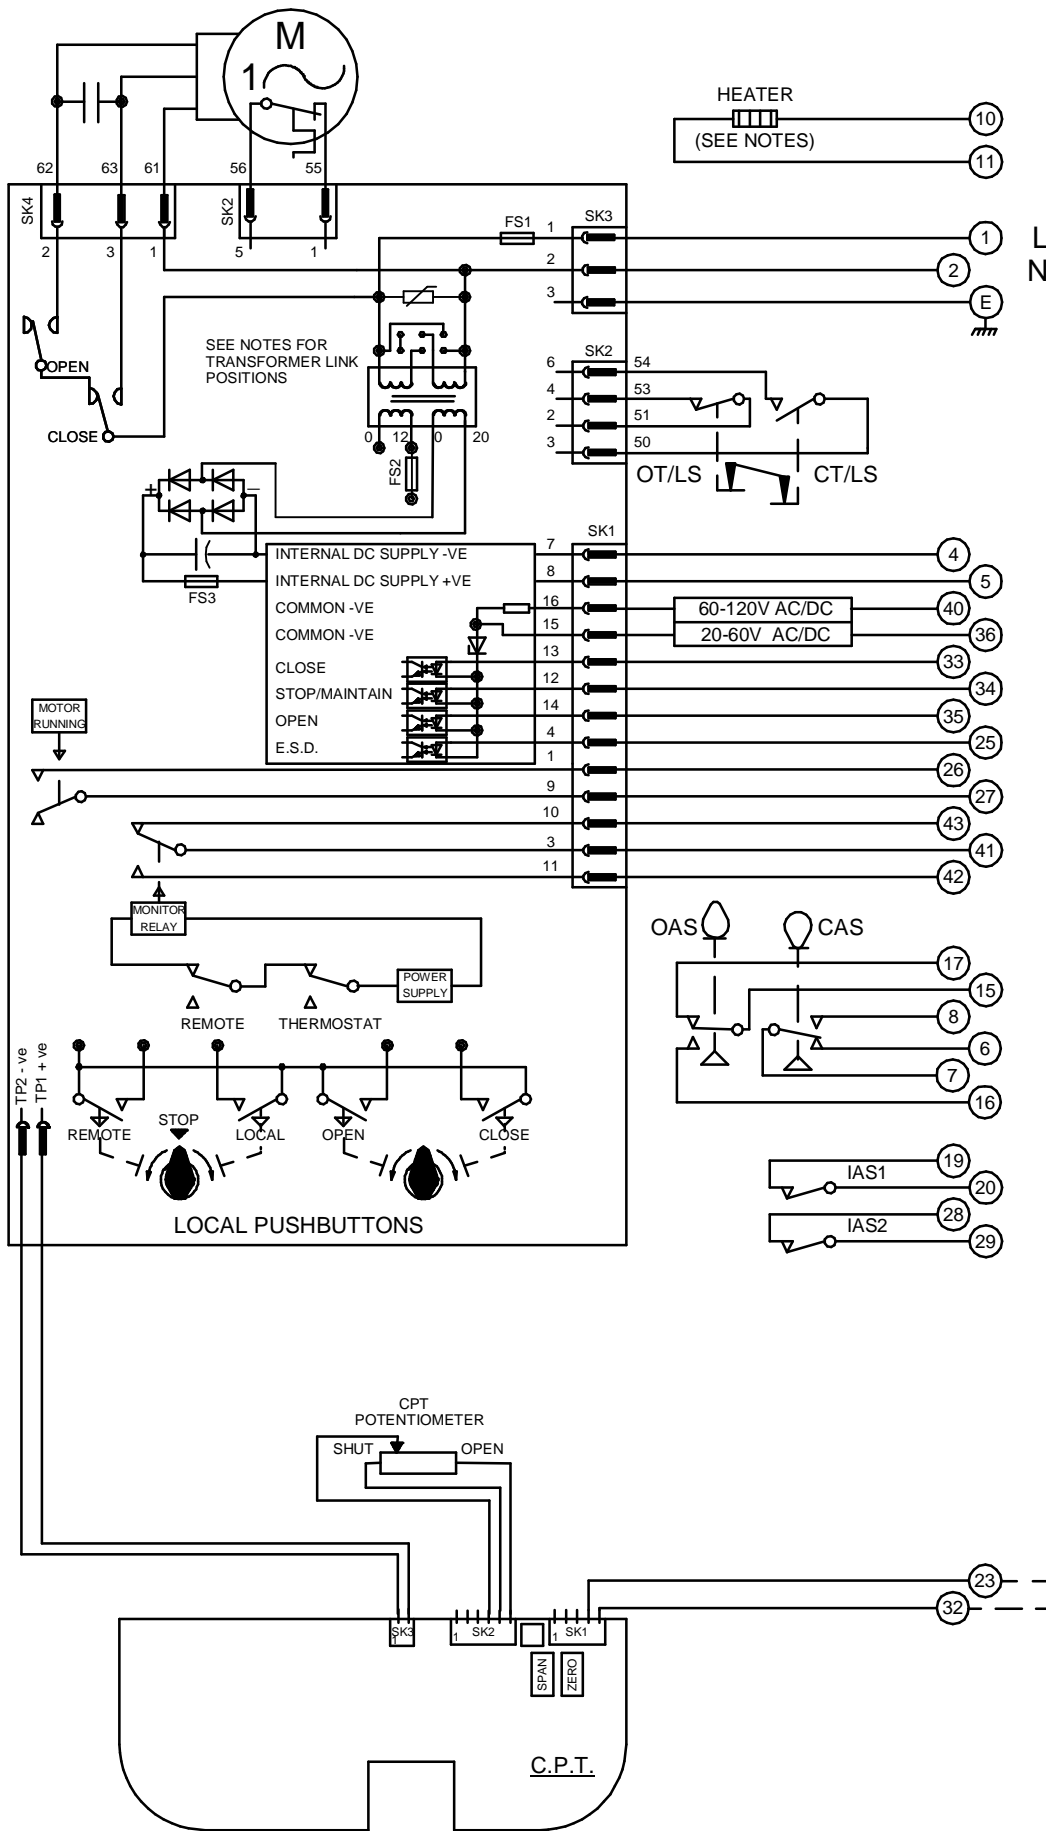 M
1
HEATER
10
(SEE NOTES)
11
62 63 61 56 55
SK4
SK2
2 3 1 5 1
FS1
SK3
1
1
L
2
2
N
3
E
SEE NOTES FOR
TRANSFORMER LINK
POSITIONS
OPEN
CLOSE
0 12 0 20
FS2
SK2
6 54
4 53
2 51
3 50
OT/LS
CT/LS
+ −
FS3
SK1
INTERNAL DC SUPPLY -VE
7
4
INTERNAL DC SUPPLY +VE
8
5
COMMON -VE
16
60-120V AC/DC
40
COMMON -VE
15
20-60V AC/DC
36
CLOSE
13
33
STOP/MAINTAIN
12
34
OPEN
14
35
E.S.D.
4
25
MOTOR
RUNNING
1
26
9
27
10
43
3
41
11
42
MONITOR
RELAY
POWER
SUPPLY
REMOTE
THERMOSTAT
OAS
CAS
17
15
8
6
7
16
TP2 - ve
TP1 + ve
REMOTE
STOP
LOCAL
OPEN
CLOSE
LOCAL PUSHBUTTONS
19
IAS1
20
28
IAS2
29
CPT
POTENTIOMETER
SHUT
OPEN
23
32
SK3
1
SK2
1
SK1
1
SPAN
ZERO
C.P.T.